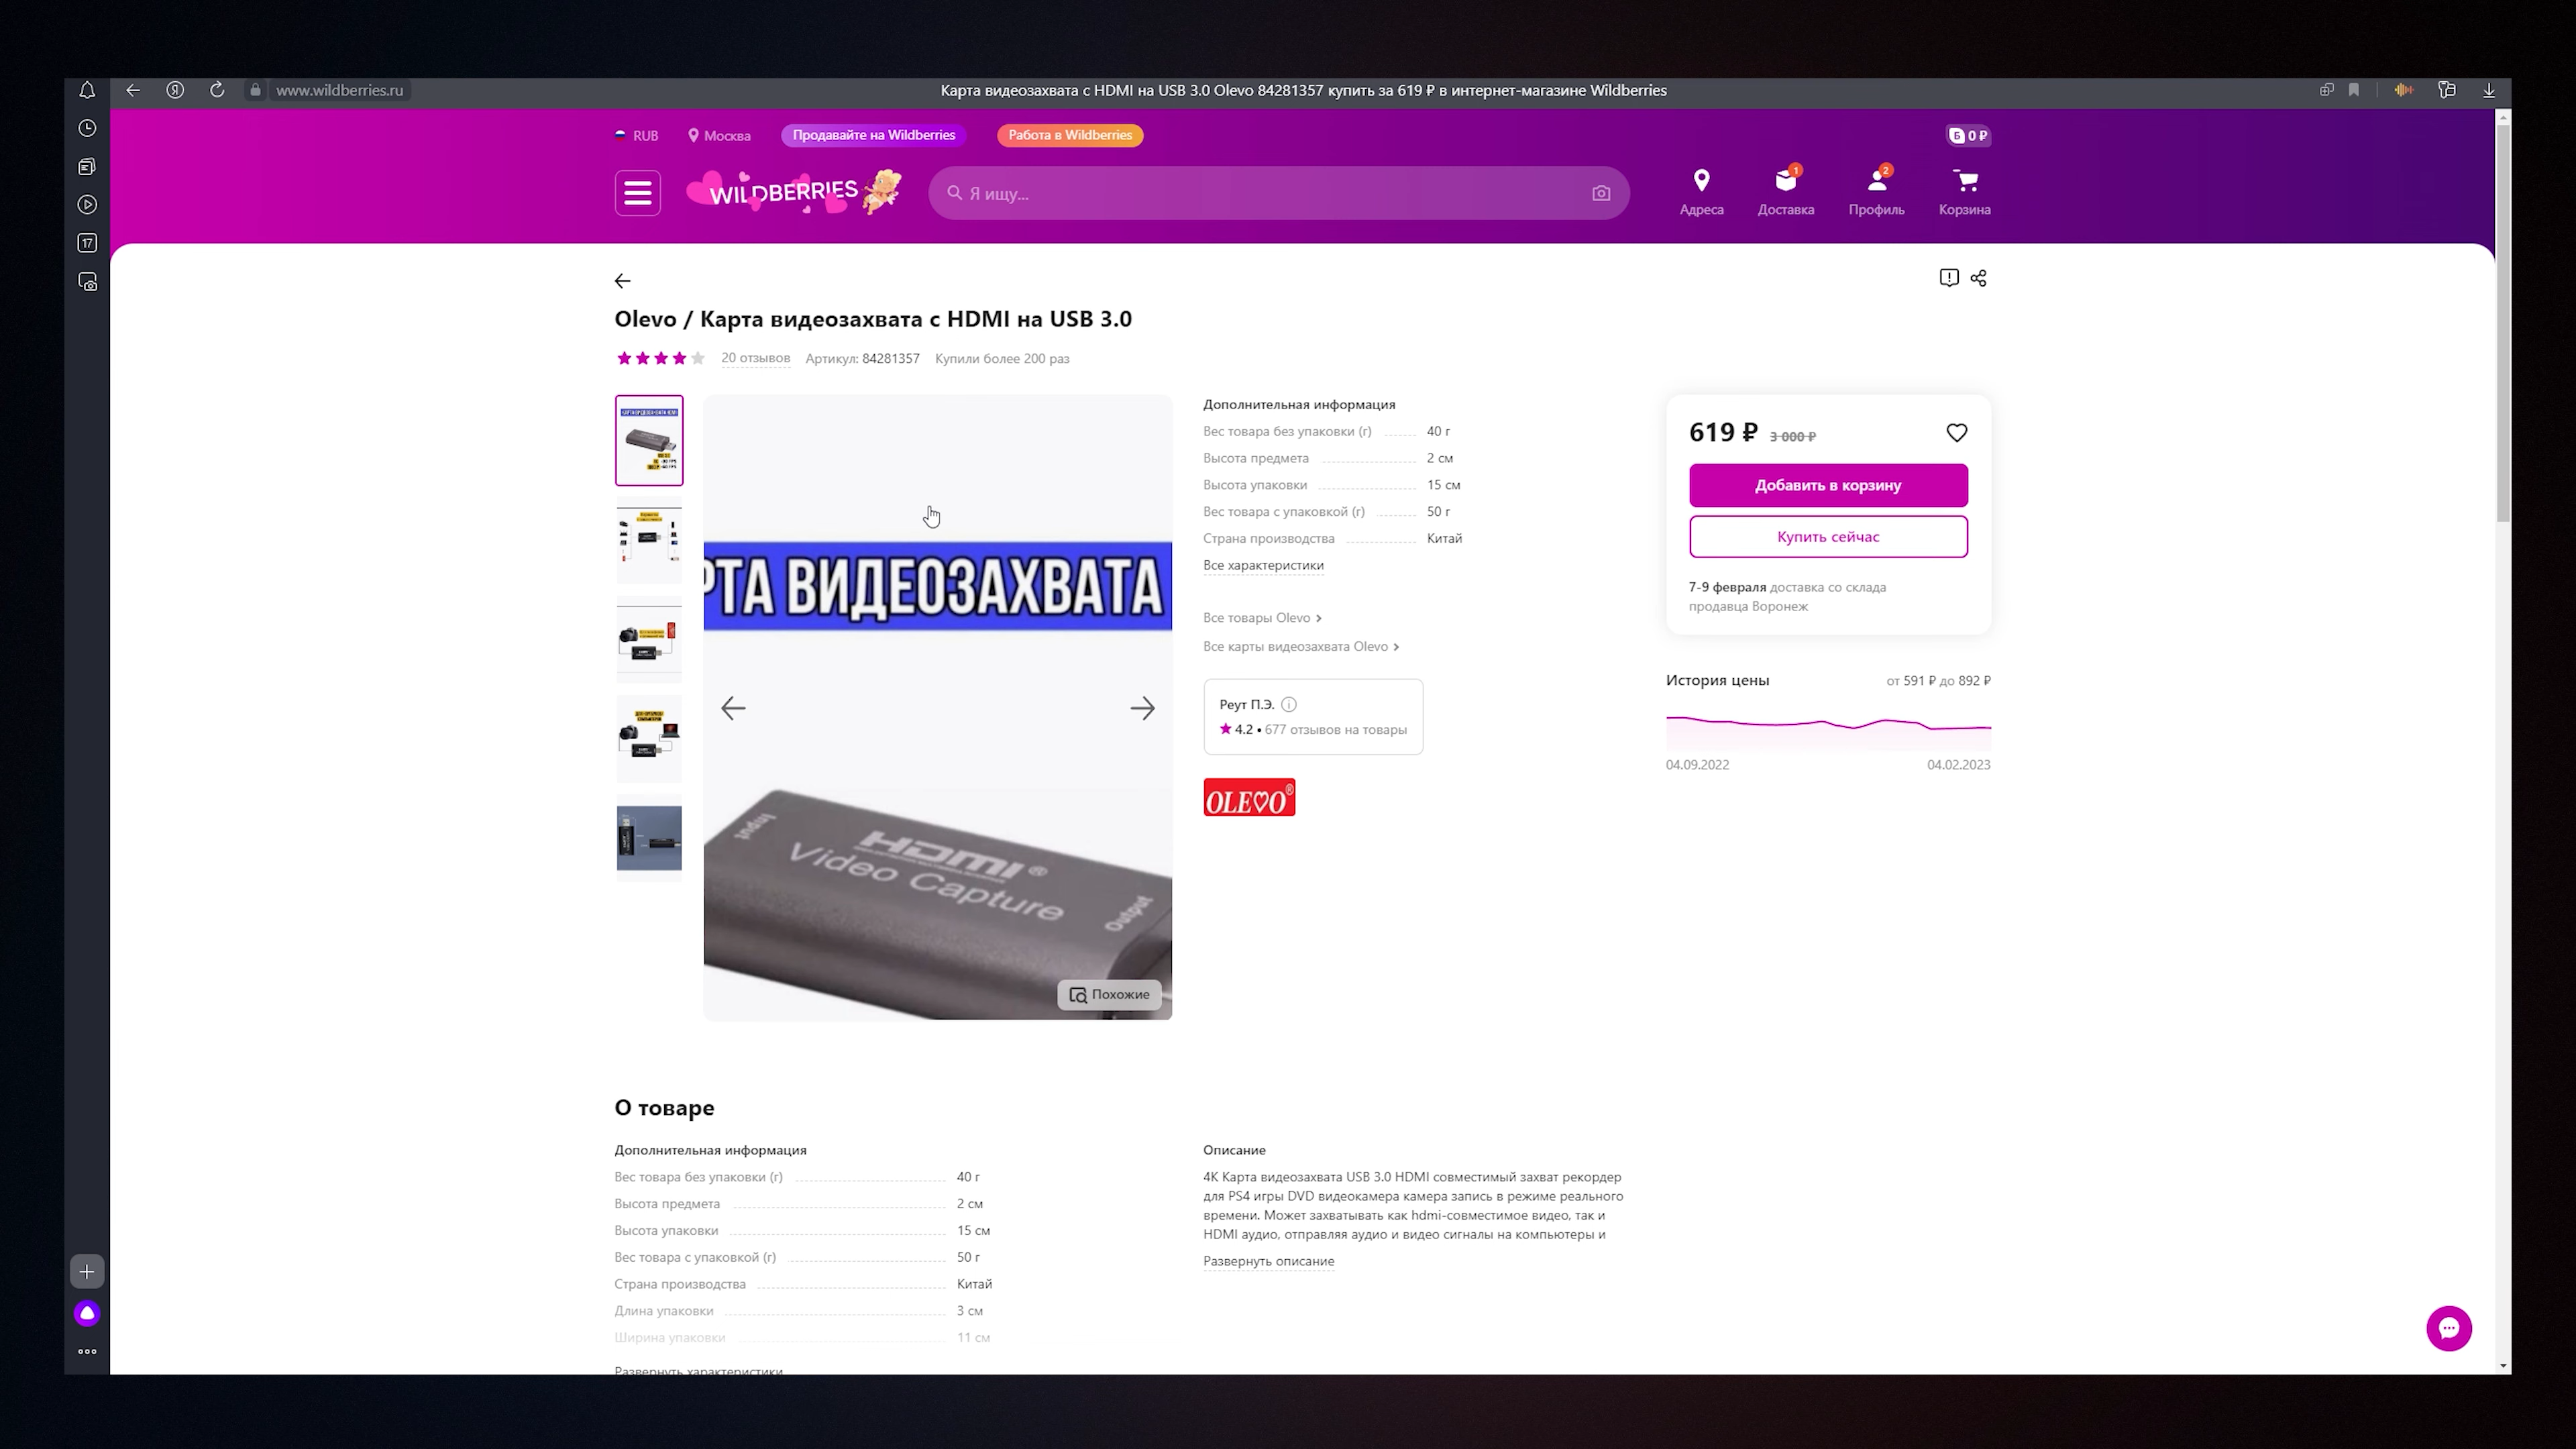 www.wildberries.ru
Карта видеозахвата с HDMI на USB 3.0 Olevo 84281357 купить за 619 ₽ в интернет-магазине Wildberries
17
RUB
Москва
Продавайте на Wildberries
Работа в Wildberries
Б 0 ₽
WILDBERRIES
Я ищу...
1
2
Адреса
Доставка
Профиль
Корзина
Olevo / Карта видеозахвата с HDMI на USB 3.0
20 отзывов
Артикул: 84281357
Купили более 200 раз
РТА ВИДЕОЗАХВАТА
Input
HDMI®
Video Capture
Output
Похожие
Дополнительная информация
Вес товара без упаковки (г) 40 г
Высота предмета 2 см
Высота упаковки 15 см
Вес товара с упаковкой (г) 50 г
Страна производства Китай
Все характеристики
Все товары Olevo
Все карты видеозахвата Olevo
Реут П.Э.
4.2 • 677 отзывов на товары
OLEVO®
619 ₽ 3 000 ₽
Добавить в корзину
Купить сейчас
7-9 февраля доставка со склада
продавца Воронеж
История цены
от 591 ₽ до 892 ₽
04.09.2022
04.02.2023
О товаре
Дополнительная информация
Вес товара без упаковки (г) 40 г
Высота предмета 2 см
Высота упаковки 15 см
Вес товара с упаковкой (г) 50 г
Страна производства Китай
Длина упаковки 3 см
Ширина упаковки 11 см
Развернуть характеристики
Описание
4K Карта видеозахвата USB 3.0 HDMI совместимый захват рекордер
для PS4 игры DVD видеокамера камера запись в режиме реального
времени. Может захватывать как hdmi-совместимое видео, так и
HDMI аудио, отправляя аудио и видео сигналы на компьютеры и
Развернуть описание